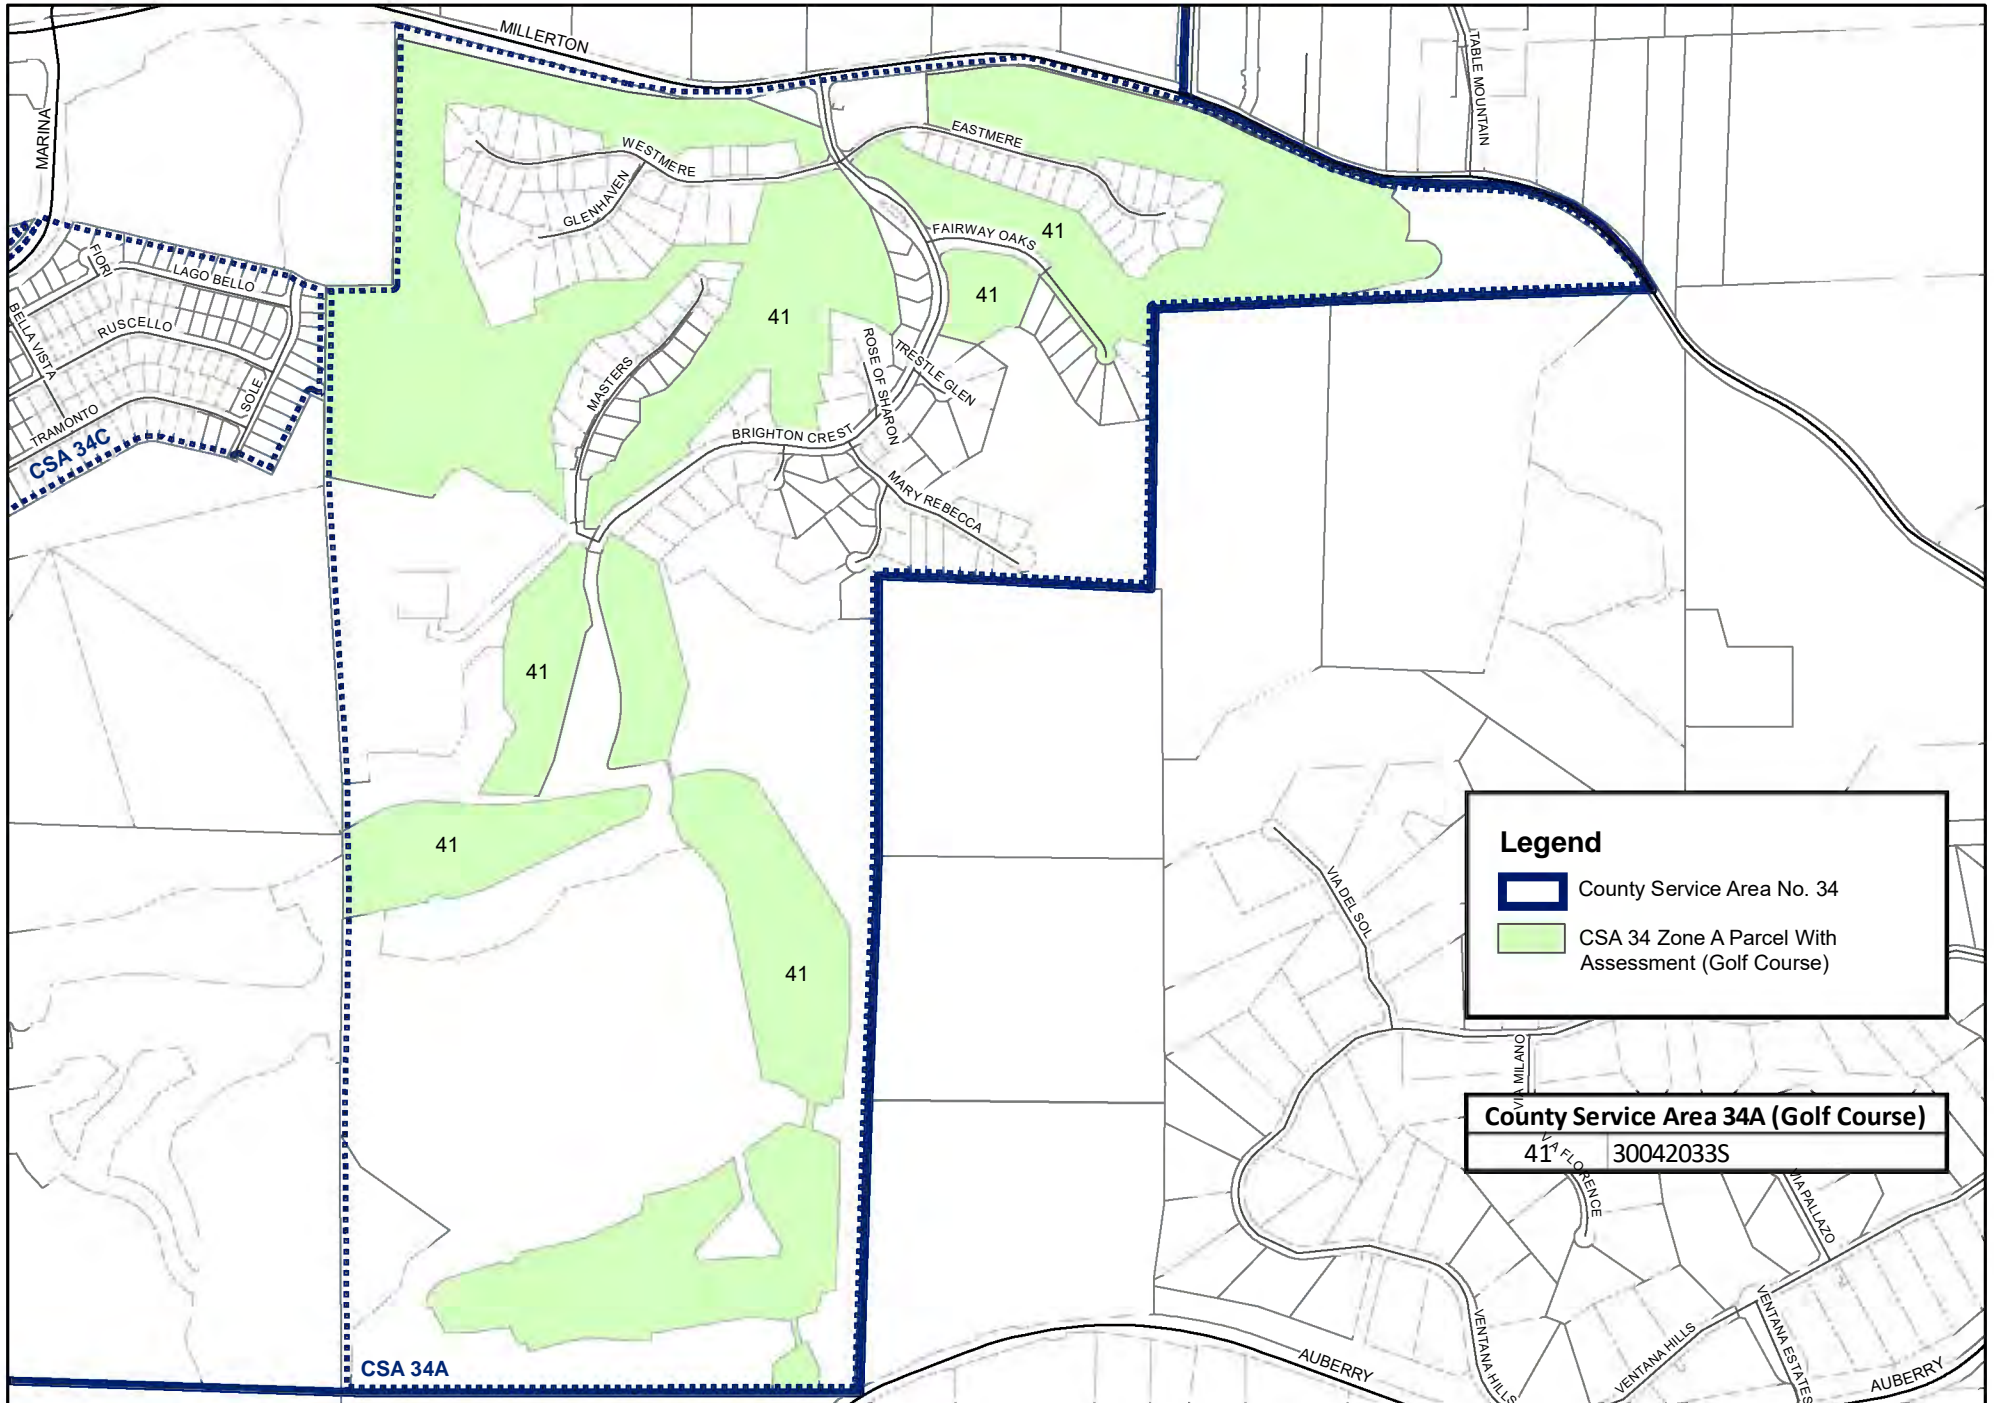 MILLERTON
TABLE MOUNTAIN
MARINA
WESTMERE
EASTMERE
GLENHAVEN
FAIRWAY OAKS
41
FIORI
LAGO BELLO
BELLA VISTA
RUSCELLO
41
41
ROSE OF SHARON
TRESTLE GLEN
MASTERS
SOLE
TRAMONTO
CSA 34C
BRIGHTON CREST
MARY REBECCA
41
41
41
Legend
County Service Area No. 34
CSA 34 Zone A Parcel With
Assessment (Golf Course)
VIA DEL SOL
VIA MILANO
County Service Area 34A (Golf Course)
41 30042033S
VIA FLORENCE
VIA PALLAZO
CSA 34A
AUBERRY
VENTANA HILLS
VENTANA HILLS
VENTANA ESTATES
AUBERRY